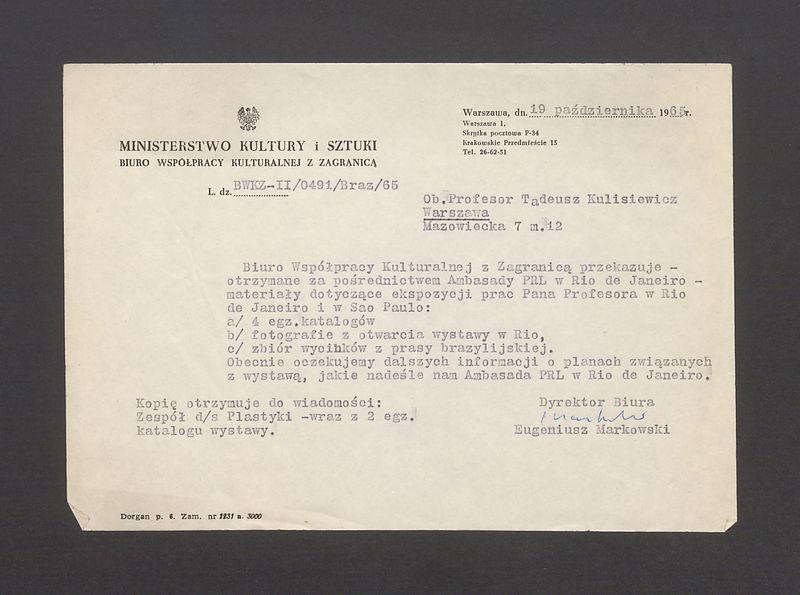 MINISTERSTWO KULTURY i SZTUKI
BIURO WSPÓŁPRACY KULTURALNEJ Z ZAGRANICĄ
L. dz. BWKZ-II/0491/Braz/65
Warszawa, dn. 19 października 1965r.
Warszawa 1,
Skrytka pocztowa P-34
Krakowskie Przedmieście 15
Tel. 26-62-51
Ob. Profesor Tadeusz Kulisiewicz
Warszawa
Mazowiecka 7 m.12
Biuro Współpracy Kulturalnej z Zagranicą przekazuje -
otrzymane za pośrednictwem Ambasady PRL w Rio de Janeiro -
materiały dotyczące ekspozycji prac Pana Profesora w Rio
de Janeiro i w Sao Paulo:
a/ 4 egz.katalogów
b/ fotografie z otwarcia wystawy w Rio,
c/ zbiór wycinków z prasy brazylijskiej.
Obecnie oczekujemy dalszych informacji o planach związanych
z wystawą, jakie nadeśle nam Ambasada PRL w Rio de Janeiro.
Kopię otrzymuje do wiadomości:
Zespół d/s Plastyki -wraz z 2 egz.
katalogu wystawy.
Dyrektor Biura
Markowski
Eugeniusz Markowski
Dorgan p. 6. Zam. nr 1231 n. 3000